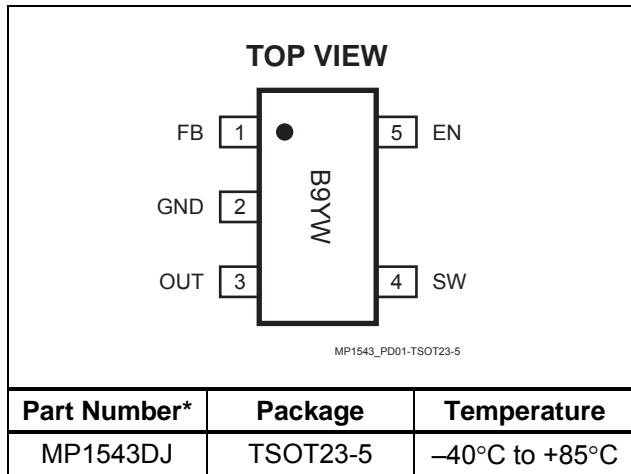 TOP VIEW
FB 1 5 EN
B9YW
GND 2
OUT 3 4 SW
MP1543_PD01-TSOT23-5
Part Number* Package Temperature
MP1543DJ TSOT23-5 –40°C to +85°C